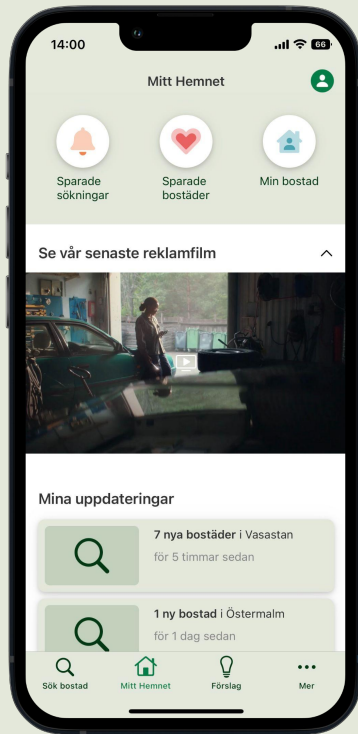 14:00
66
Mitt Hemnet
Sparade
sökningar
Sparade
bostäder
Min bostad
Se vår senaste reklamfilm
Mina uppdateringar
7 nya bostäder i Vasastan
för 5 timmar sedan
1 ny bostad i Östermalm
för 1 dag sedan
Sök bostad
Mitt Hemnet
Förslag
Mer